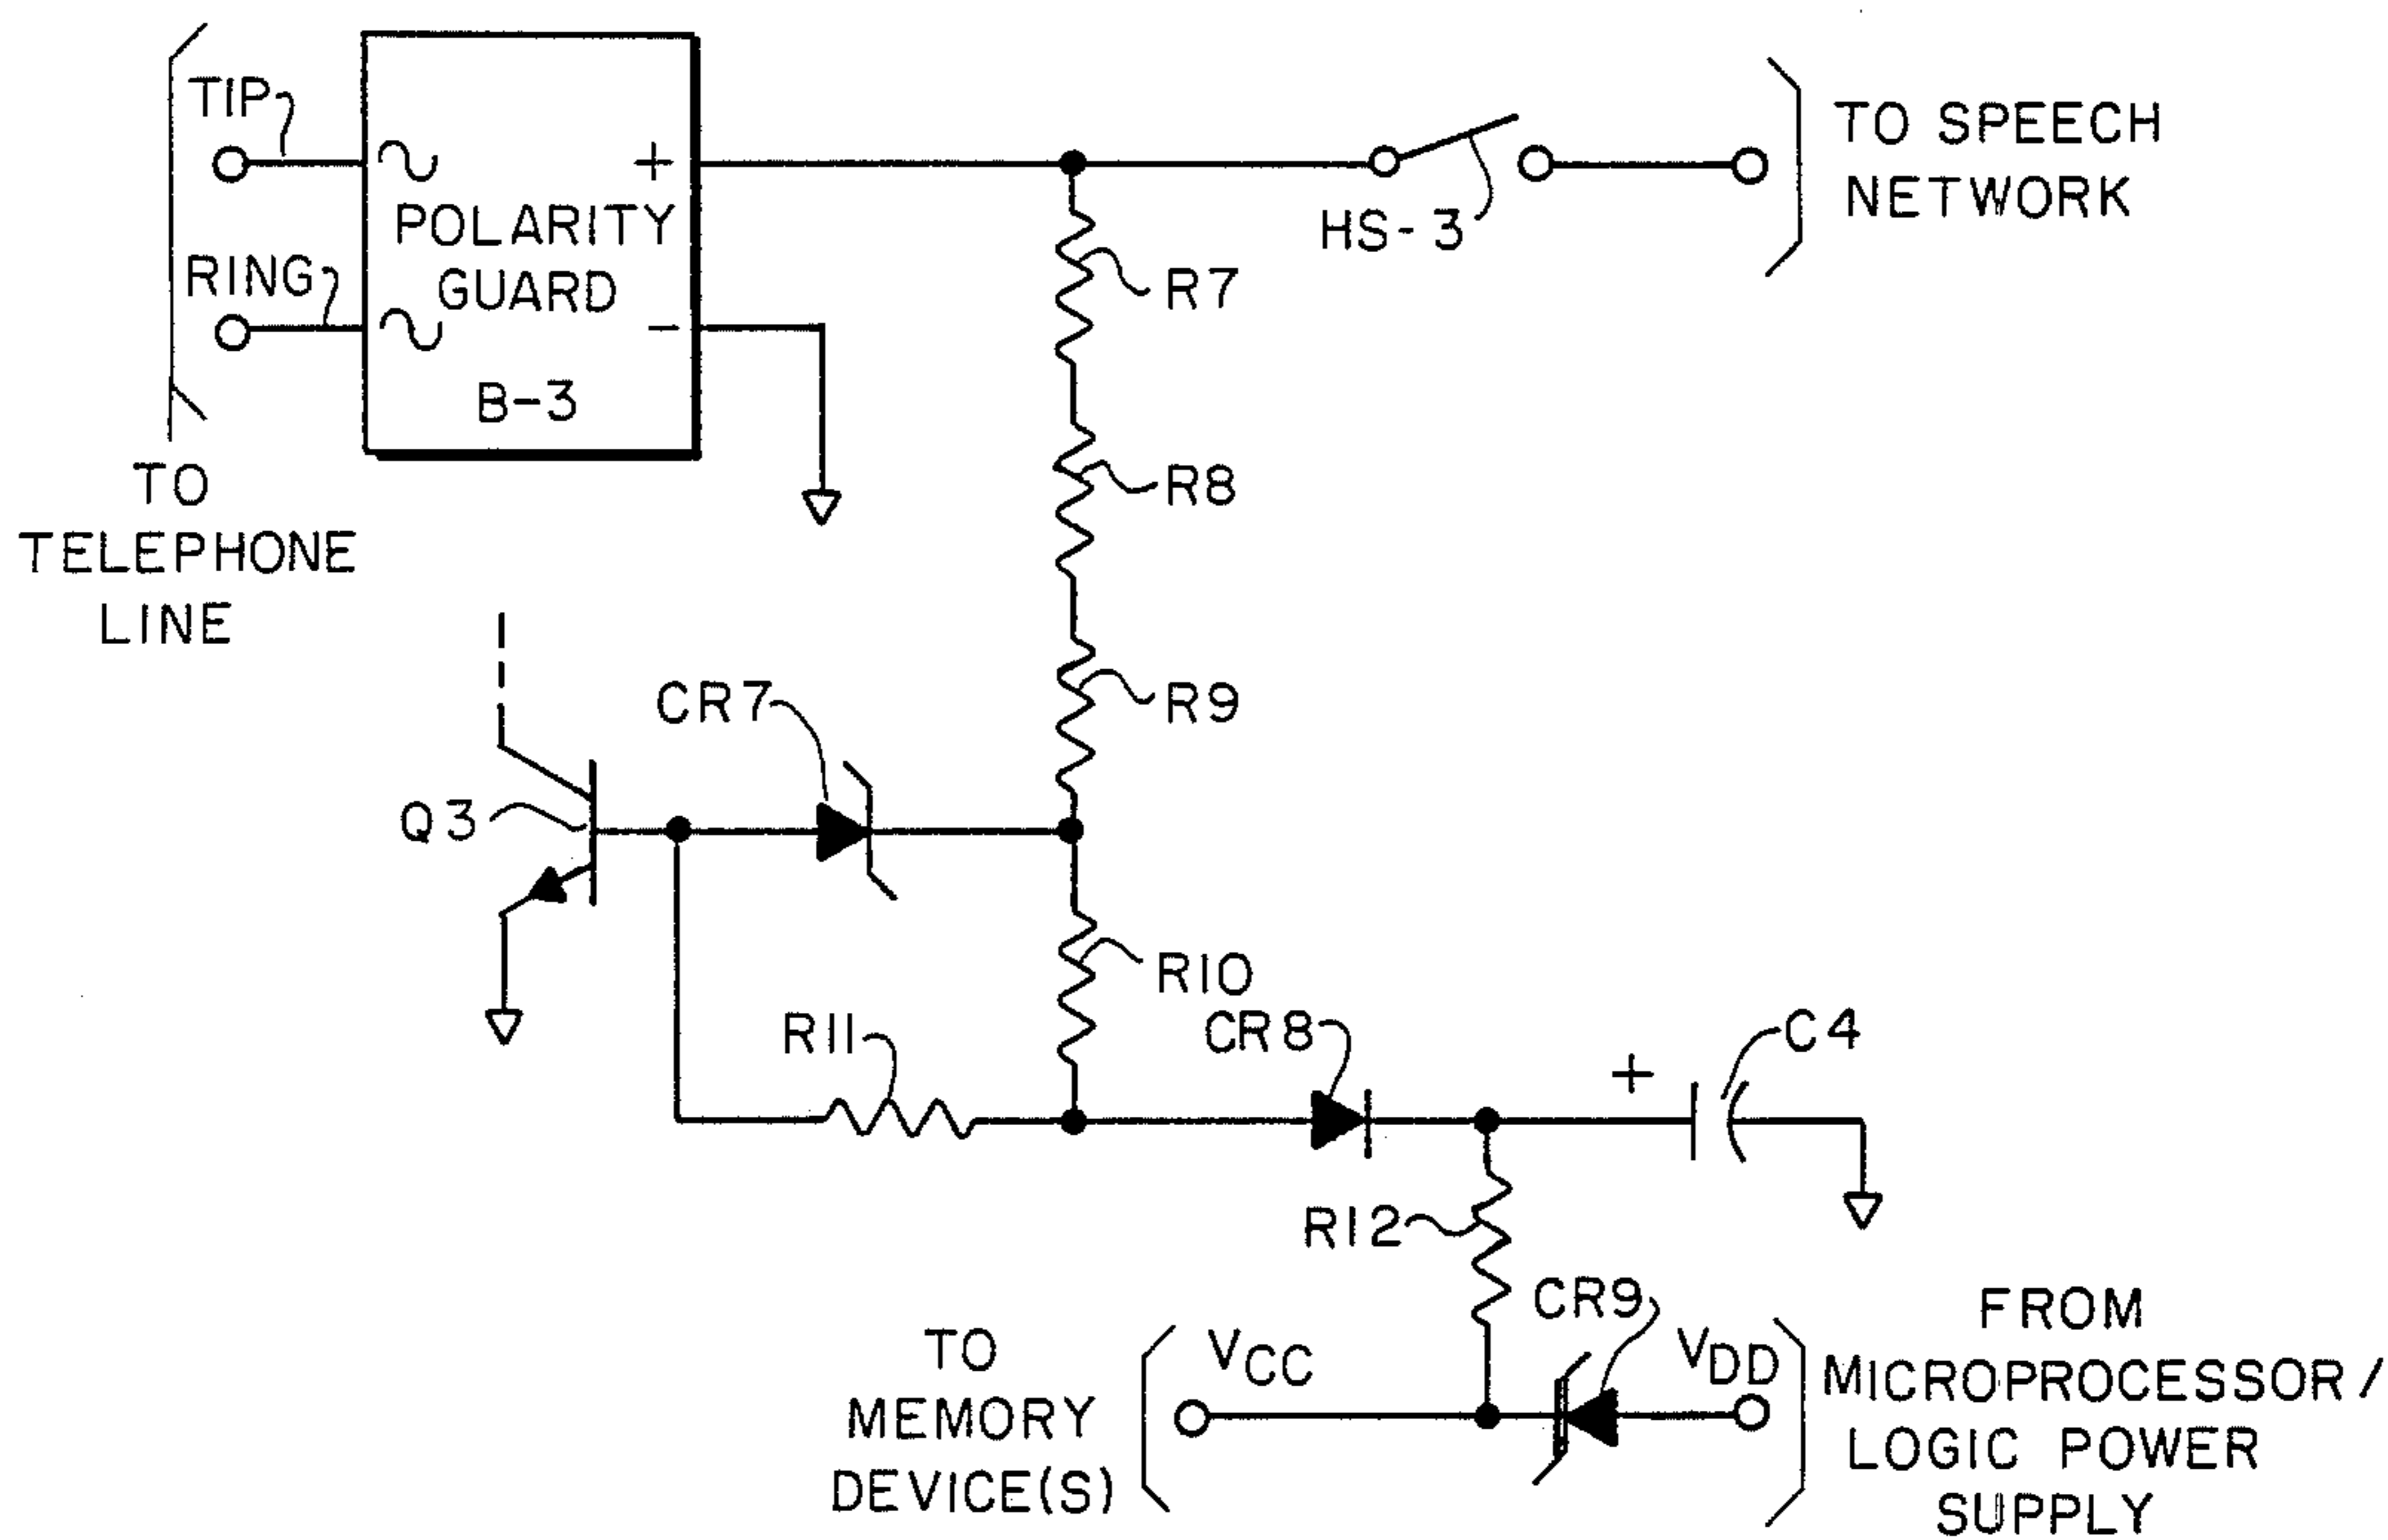 TIP
RING
POLARITY
GUARD
B-3
+
−
TO
TELEPHONE
LINE
HS-3
TO SPEECH
NETWORK
R7
R8
R9
CR7
Q3
R10
R11
CR8
+
C4
R12
CR9
TO
MEMORY
DEVICE(S)
VCC
VDD
FROM
MICROPROCESSOR/
LOGIC POWER
SUPPLY